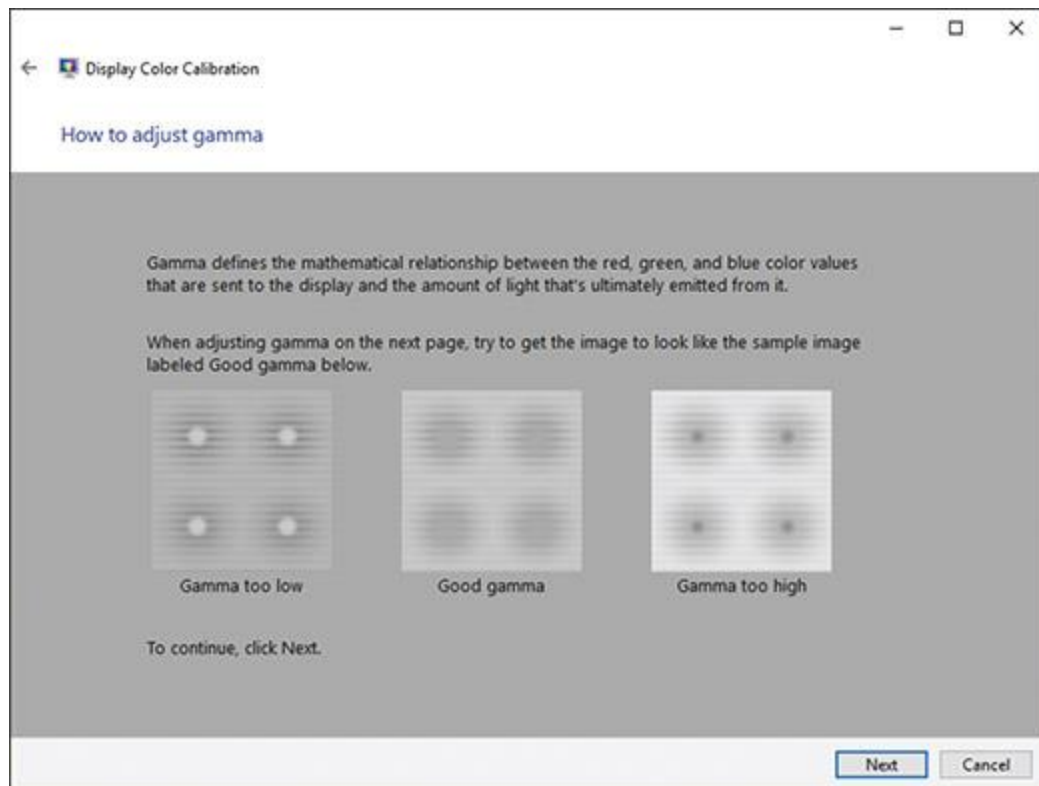 Display Color Calibration
How to adjust gamma
Gamma defines the mathematical relationship between the red, green, and blue color values
that are sent to the display and the amount of light that's ultimately emitted from it.
When adjusting gamma on the next page, try to get the image to look like the sample image
labeled Good gamma below.
Gamma too low
Good gamma
Gamma too high
To continue, click Next.
Next
Cancel